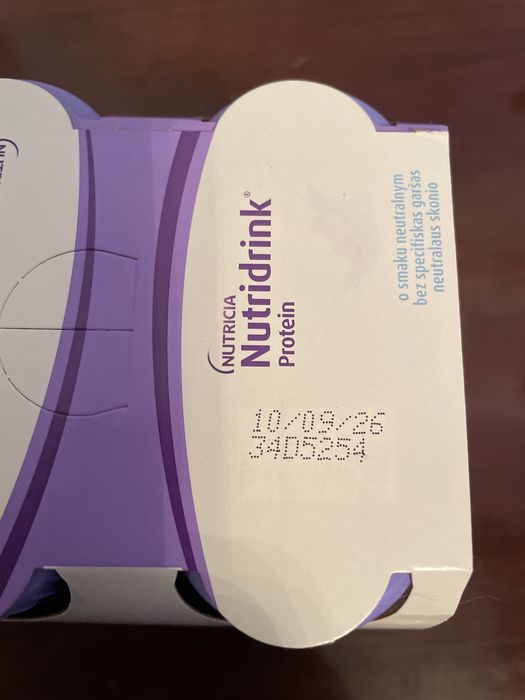 NUTRICIA
Nutridrink®
Protein
o smaku neutralnym
bez specifiskas garšas
neutralaus skonio
10/09/26
34D5254